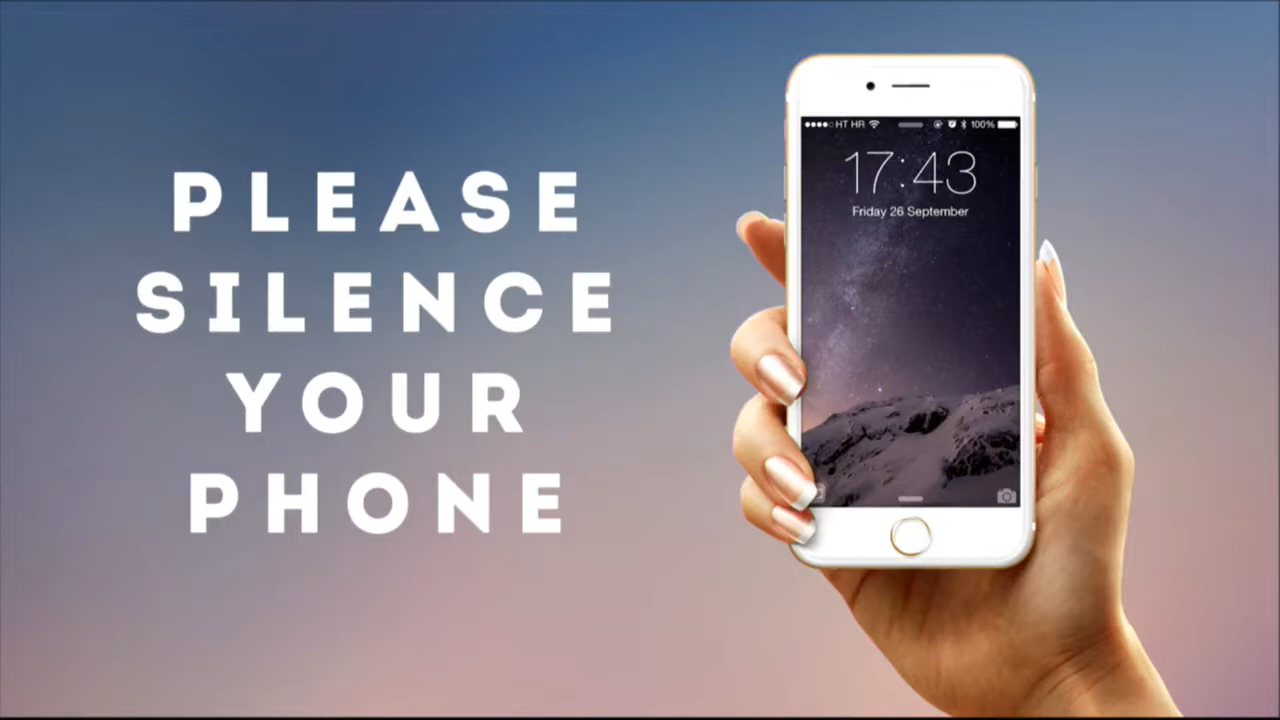 PLEASE
SILENCE
YOUR
PHONE
HT HR 100%
17:43
Friday 26 September